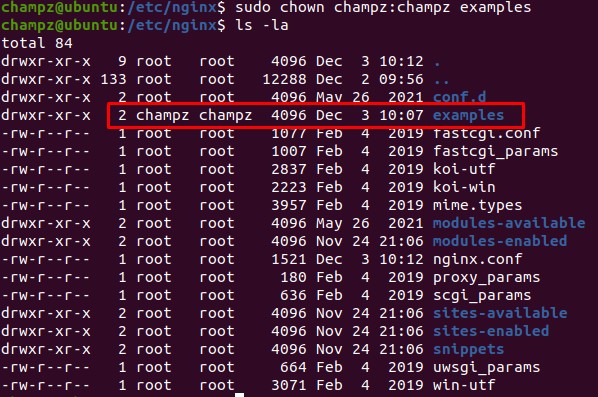 champz@ubuntu:/etc/nginx$ sudo chown champz:champz examples
champz@ubuntu:/etc/nginx$ ls -la
total 84
drwxr-xr-x 9 root root 4096 Dec 3 10:12 .
drwxr-xr-x 133 root root 12288 Dec 2 09:56 ..
drwxr-xr-x 2 root root 4096 May 26 2021 conf.d
drwxr-xr-x 2 champz champz 4096 Dec 3 10:07 examples
-rw-r--r-- 1 root root 1077 Feb 4 2019 fastcgi.conf
-rw-r--r-- 1 root root 1007 Feb 4 2019 fastcgi_params
-rw-r--r-- 1 root root 2837 Feb 4 2019 koi-utf
-rw-r--r-- 1 root root 2223 Feb 4 2019 koi-win
-rw-r--r-- 1 root root 3957 Feb 4 2019 mime.types
drwxr-xr-x 2 root root 4096 May 26 2021 modules-available
drwxr-xr-x 2 root root 4096 Nov 24 21:06 modules-enabled
-rw-r--r-- 1 root root 1521 Dec 3 10:12 nginx.conf
-rw-r--r-- 1 root root 180 Feb 4 2019 proxy_params
-rw-r--r-- 1 root root 636 Feb 4 2019 scgi_params
drwxr-xr-x 2 root root 4096 Nov 24 21:06 sites-available
drwxr-xr-x 2 root root 4096 Nov 24 21:06 sites-enabled
drwxr-xr-x 2 root root 4096 Nov 24 21:06 snippets
-rw-r--r-- 1 root root 664 Feb 4 2019 uwsgi_params
-rw-r--r-- 1 root root 3071 Feb 4 2019 win-utf